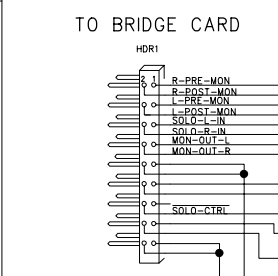 TO BRIDGE CARD
HDR1
2 1
R-PRE-MON
R-POST-MON
L-PRE-MON
L-POST-MON
SOLO-L-IN
SOLO-R-IN
MON-OUT-L
MON-OUT-R
SOLO-CTRL